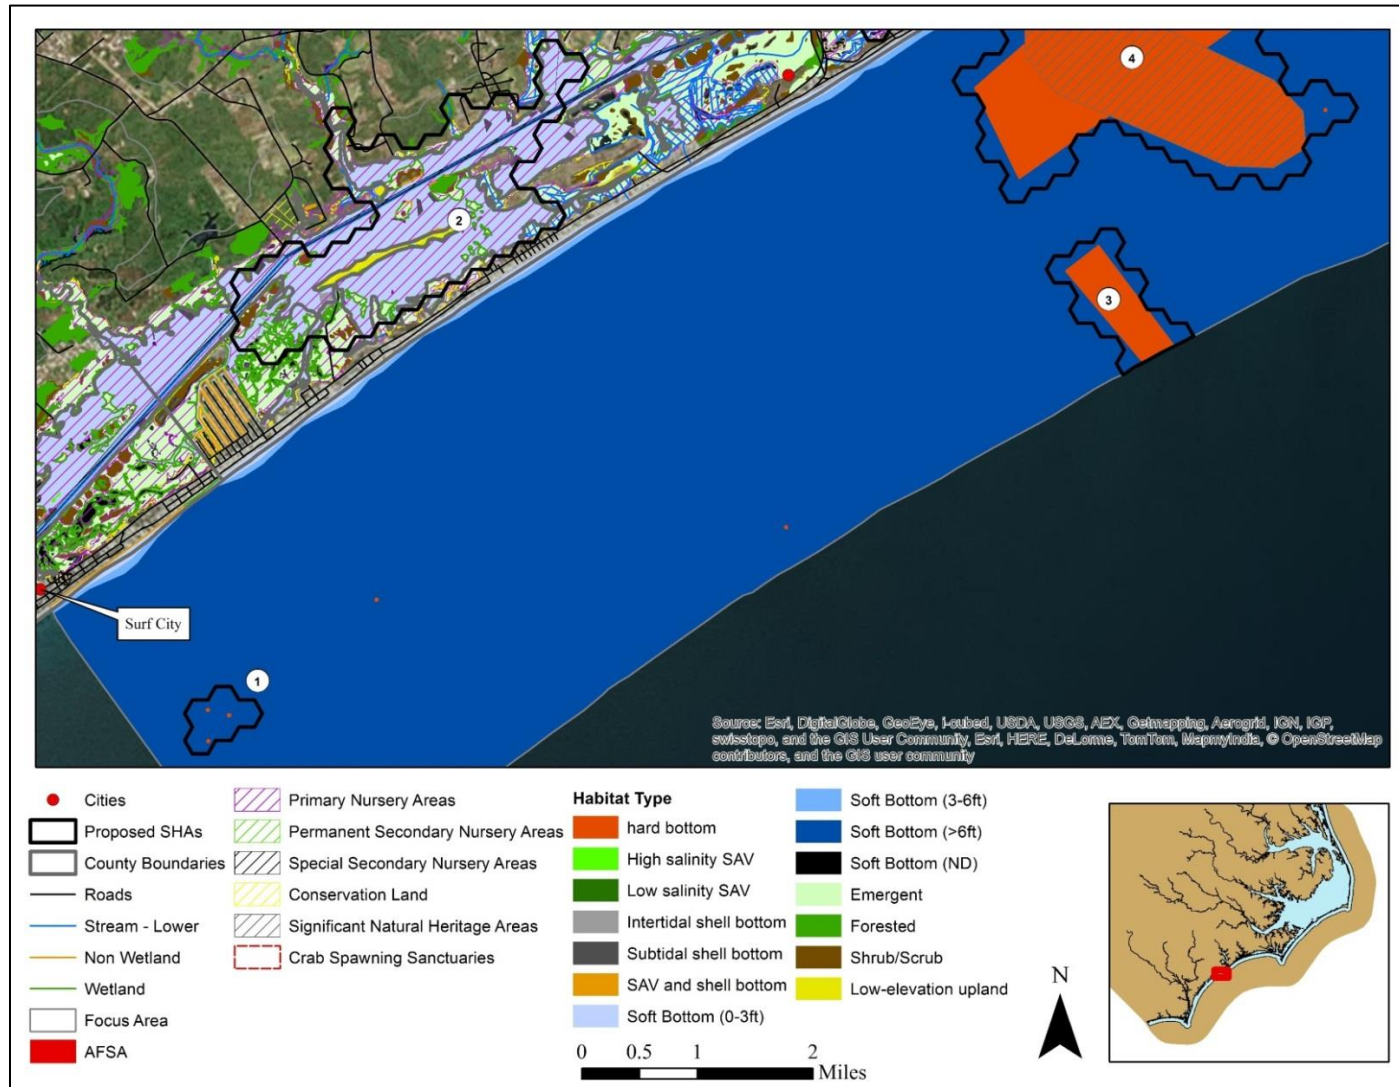 4
2
3
Surf City
1
Source: Esri, DigitalGlobe, GeoEye, i-cubed, USDA, USGS, AEX, Getmapping, Aerogrid, IGN, IGP,
swisstopo, and the GIS User Community, Esri, HERE, DeLorme, TomTom, MapmyIndia, © OpenStreetMap
contributors, and the GIS user community
Cities
Proposed SHAs
County Boundaries
Roads
Stream - Lower
Non Wetland
Wetland
Focus Area
AFSA
Primary Nursery Areas
Permanent Secondary Nursery Areas
Special Secondary Nursery Areas
Conservation Land
Significant Natural Heritage Areas
Crab Spawning Sanctuaries
Habitat Type
hard bottom
High salinity SAV
Low salinity SAV
Intertidal shell bottom
Subtidal shell bottom
SAV and shell bottom
Soft Bottom (0-3ft)
Soft Bottom (3-6ft)
Soft Bottom (>6ft)
Soft Bottom (ND)
Emergent
Forested
Shrub/Scrub
Low-elevation upland
0 0.5 1 2
Miles
N